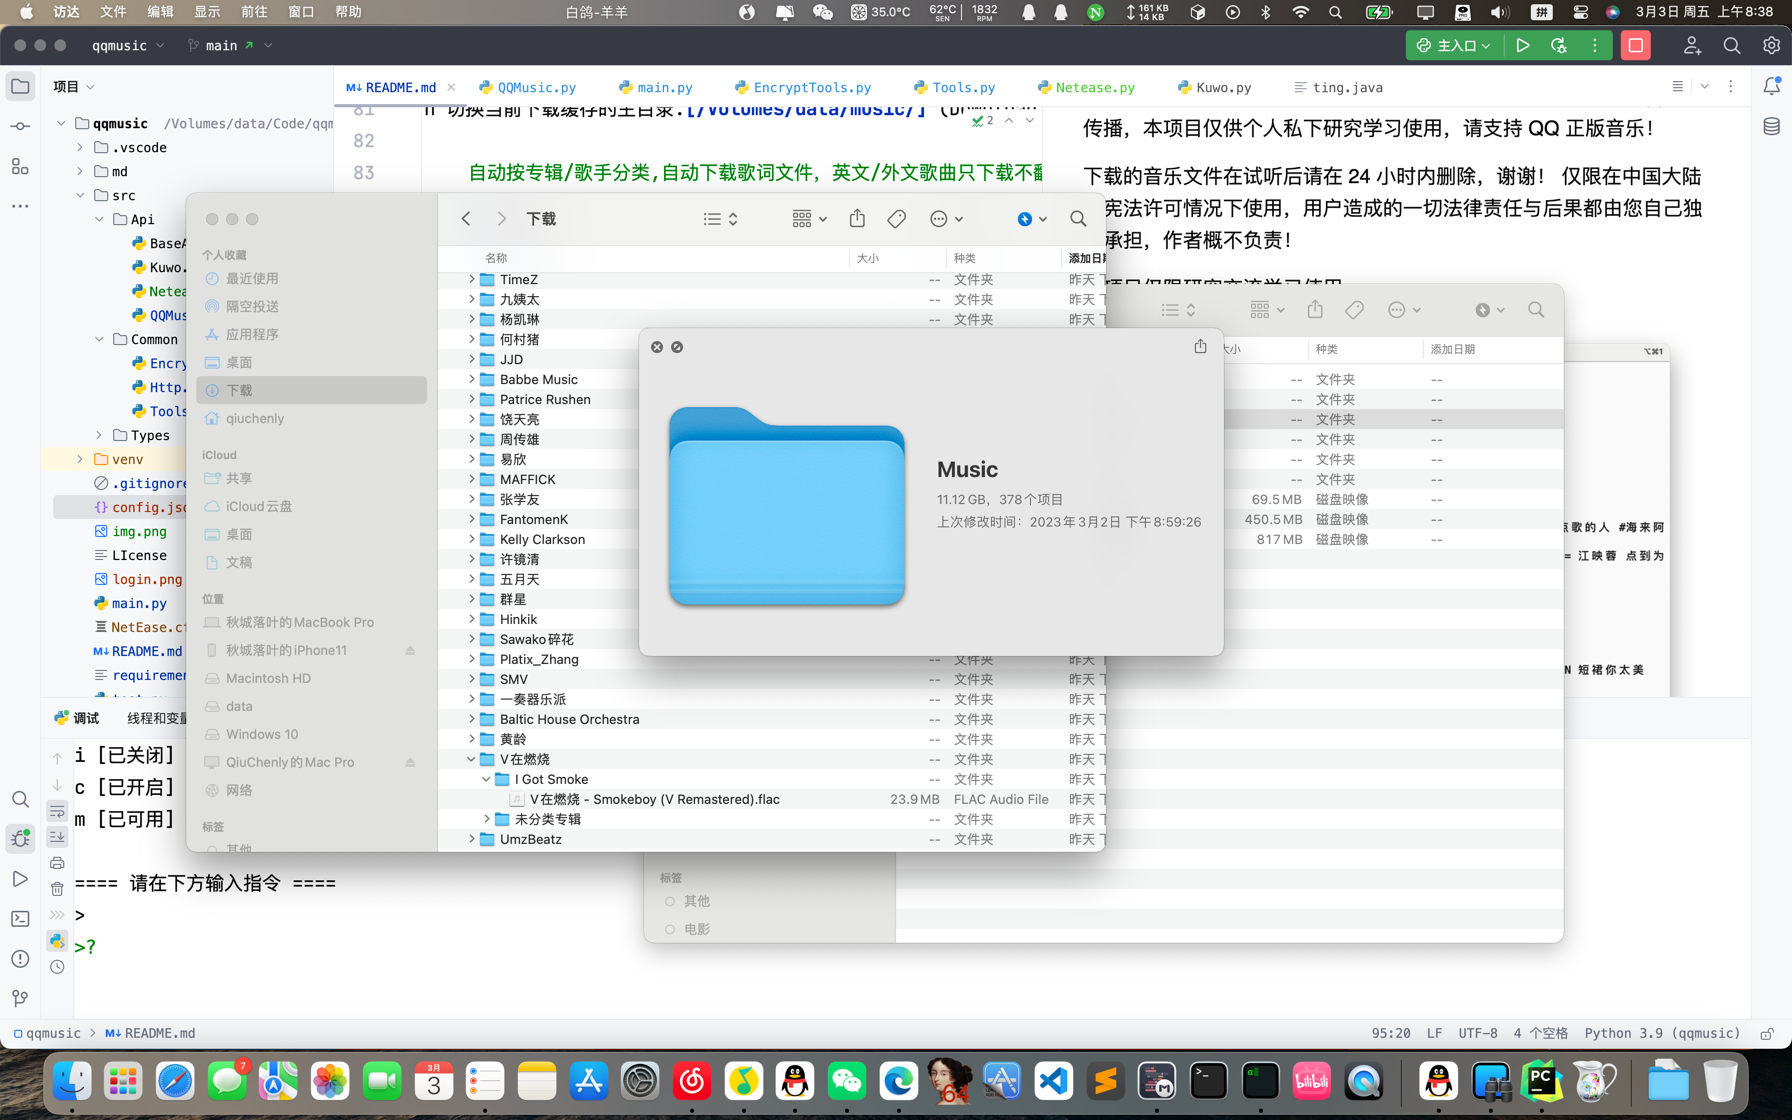 访达 文件 编辑 显示 前往 窗口 帮助
白鸽-羊羊
35.0°C
62°C SEN
1832 RPM
161 KB
14 KB
拼
3月3日 周五 上午8:38
qqmusic
main
主入口
项目
README.md
QQMusic.py
main.py
EncryptTools.py
Tools.py
Netease.py
Kuwo.py
ting.java
qqmusic /Volumes/data/Code/qqm
.vscode
md
src
Api
BaseA
Kuwo.
Netea
QQMus
Common
Encry
Http.
Tools
Types
venv
.gitignore
config.jso
img.png
LIcense
login.png
main.py
NetEase.cf
README.md
requiremen
81
82
83
2
自动按专辑/歌手分类,自动下载歌词文件, 英文/外文歌曲只下载不翻
传播，本项目仅供个人私下研究学习使用，请支持 QQ 正版音乐！
下载的音乐文件在试听后请在 24 小时内删除，谢谢！ 仅限在中国大陆
宪法许可情况下使用，用户造成的一切法律责任与后果都由您自己独
承担，作者概不负责！
个人收藏
最近使用
隔空投送
应用程序
桌面
下载
qiuchenly
iCloud
共享
iCloud云盘
桌面
文稿
位置
秋城落叶的MacBook Pro
秋城落叶的iPhone11
Macintosh HD
data
Windows 10
QiuChenly的Mac Pro
网络
标签
其他
下载
名称 大小 种类 添加日期
TimeZ -- 文件夹 昨天 下
九姨太 -- 文件夹 昨天 下
杨凯琳 -- 文件夹 昨天 下
何村猪
JJD
Babbe Music
Patrice Rushen
饶天亮
周传雄
易欣
MAFFICK
张学友
FantomenK
Kelly Clarkson
许镜清
五月天
群星
Hinkik
Sawako碎花
Platix_Zhang -- 文件夹 昨天 下
SMV -- 文件夹 昨天 下
一奏器乐派 -- 文件夹 昨天 下
Baltic House Orchestra -- 文件夹 昨天 下
黄龄 -- 文件夹 昨天 下
V在燃烧 -- 文件夹 昨天 下
I Got Smoke -- 文件夹 昨天 下
V在燃烧 - Smokeboy (V Remastered).flac 23.9 MB FLAC Audio File 昨天 下
未分类专辑 -- 文件夹 昨天 下
UmzBeatz -- 文件夹 昨天 下
Music
11.12 GB，378个项目
上次修改时间：2023年3月2日 下午8:59:26
大小 种类 添加日期
-- 文件夹 --
-- 文件夹 --
-- 文件夹 --
-- 文件夹 --
-- 文件夹 --
-- 文件夹 --
69.5 MB 磁盘映像 --
450.5 MB 磁盘映像 --
817 MB 磁盘映像 --
标签
其他
电影
⌥⌘1
点歌的人 #海来阿
= 江映蓉 点到为
N 短裙你太美
调试
线程和变量
i [已关闭]
c [已开启]
m [已可用]
==== 请在下方输入指令 ====
>
>?
qqmusic > README.md
95:20 LF UTF-8 4 个空格 Python 3.9 (qqmusic)
7
3月
3
64
bilibili
PC